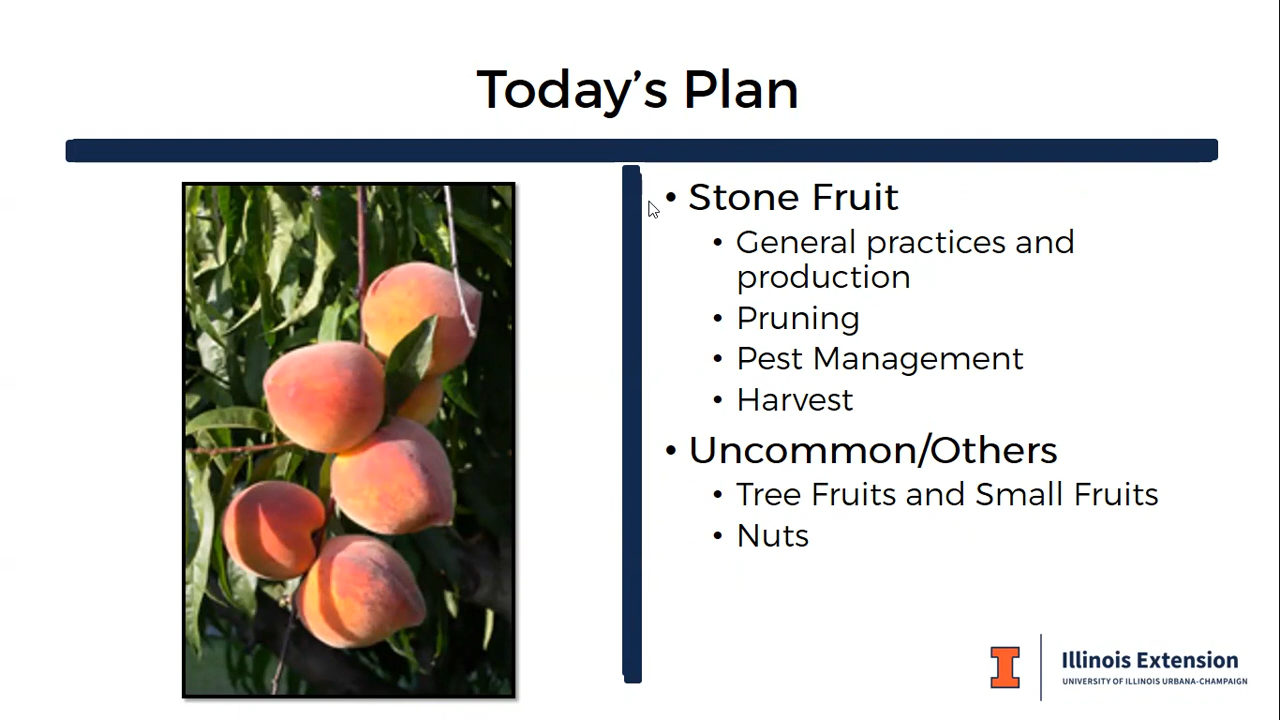 Today’s Plan
• Stone Fruit
• General practices and
production
• Pruning
• Pest Management
• Harvest
• Uncommon/Others
• Tree Fruits and Small Fruits
• Nuts
I
Illinois Extension
UNIVERSITY OF ILLINOIS URBANA-CHAMPAIGN